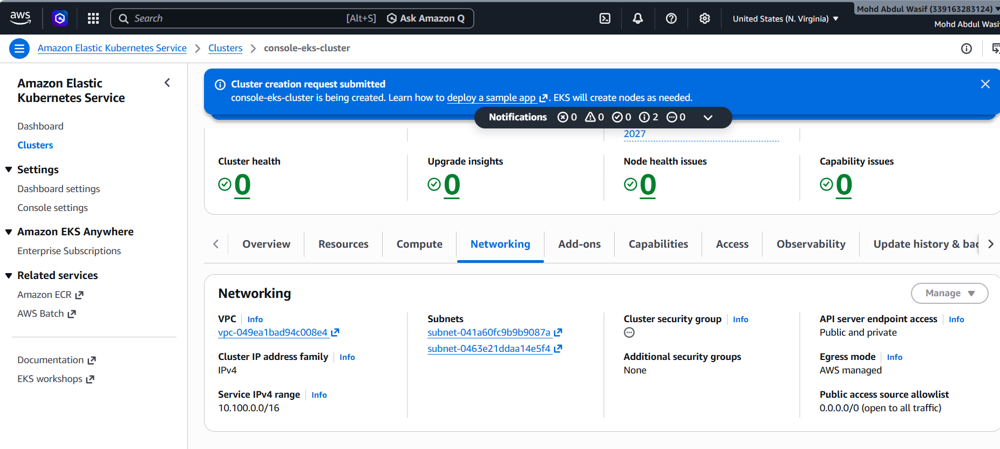 aws
Search [Alt+S] Ask Amazon Q
United States (N. Virginia)
Mohd Abdul Wasif (339163283124)
Mohd Abdul Wasif
Amazon Elastic Kubernetes Service > Clusters > console-eks-cluster
Amazon Elastic
Kubernetes Service
Dashboard
Clusters
Settings
Dashboard settings
Console settings
Amazon EKS Anywhere
Enterprise Subscriptions
Related services
Amazon ECR
AWS Batch
Documentation
EKS workshops
Cluster creation request submitted
console-eks-cluster is being created. Learn how to deploy a sample app. EKS will create nodes as needed.
Notifications 0 0 0 2 0
2027
Cluster health
0
Upgrade insights
0
Node health issues
0
Capability issues
0
Overview
Resources
Compute
Networking
Add-ons
Capabilities
Access
Observability
Update history & bac
Networking
Manage
VPC Info
vpc-049ea1bad94c008e4
Cluster IP address family Info
IPv4
Service IPv4 range Info
10.100.0.0/16
Subnets
subnet-041a60fc9b9b9087a
subnet-0463e21ddaa14e5f4
Cluster security group Info
Additional security groups
None
API server endpoint access Info
Public and private
Egress mode Info
AWS managed
Public access source allowlist
0.0.0.0/0 (open to all traffic)